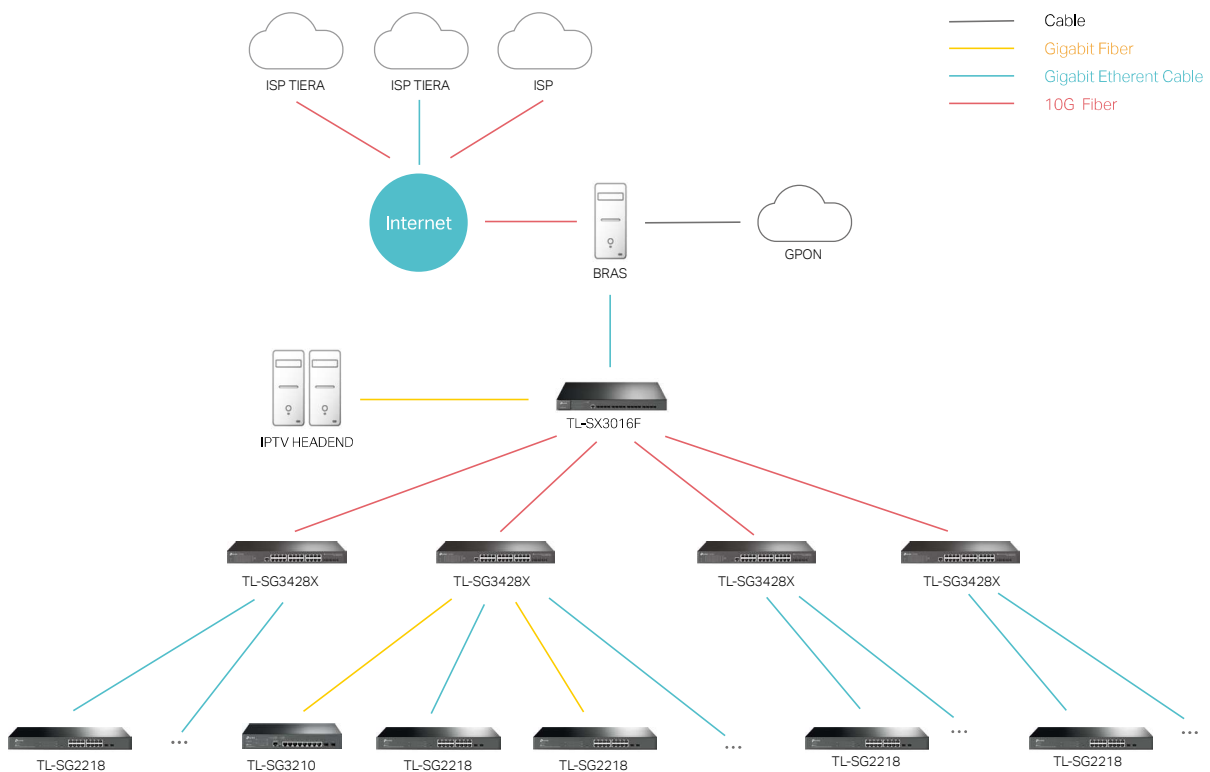 Cable
Gigabit Fiber
Gigabit Etherent Cable
10G Fiber
ISP TIERA
ISP TIERA
ISP
Internet
BRAS
GPON
IPTV HEADEND
TL-SX3016F
TL-SG3428X
TL-SG3428X
TL-SG3428X
TL-SG3428X
...
...
...
...
TL-SG2218
TL-SG3210
TL-SG2218
TL-SG2218
TL-SG2218
TL-SG2218